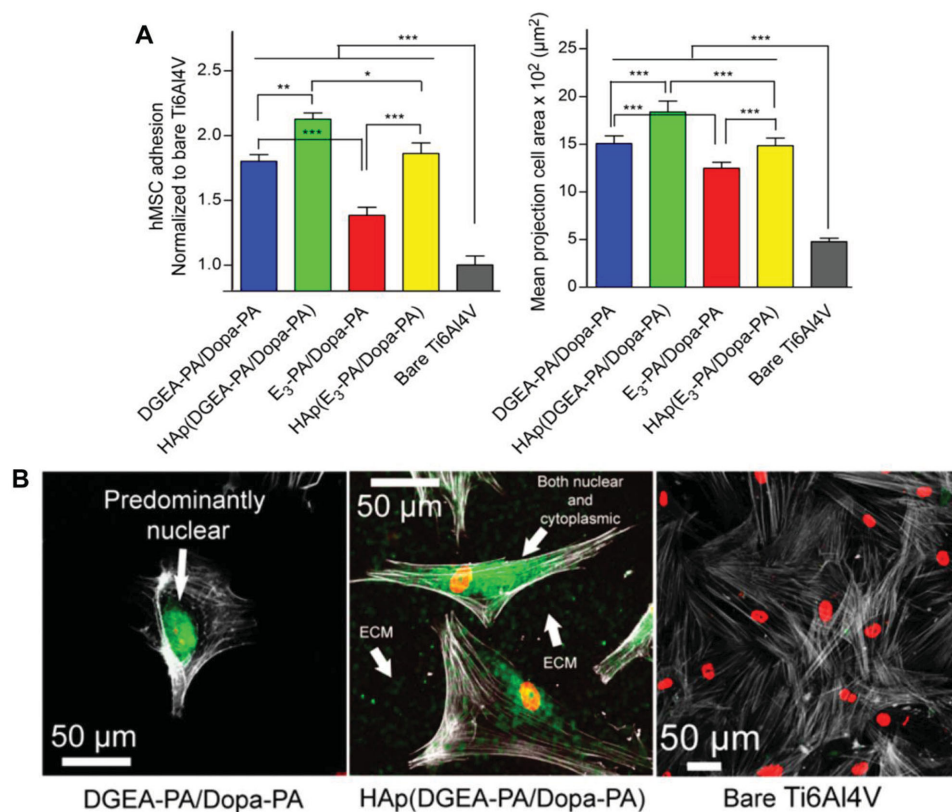 A
hMSC adhesion
Normalized to bare Ti6Al4V
2.5
2.0
1.5
1.0
***
**
*
***
***
DGEA-PA/Dopa-PA
HAp(DGEA-PA/Dopa-PA)
E₃-PA/Dopa-PA
HAp(E₃-PA/Dopa-PA)
Bare Ti6Al4V
Mean projection cell area x 10² (µm²)
25
20
15
10
5
0
***
***
***
***
***
DGEA-PA/Dopa-PA
HAp(DGEA-PA/Dopa-PA)
E₃-PA/Dopa-PA
HAp(E₃-PA/Dopa-PA)
Bare Ti6Al4V
B
Predominantly
nuclear
50 µm
DGEA-PA/Dopa-PA
50 µm
Both nuclear
and
cytoplasmic
ECM
ECM
HAp(DGEA-PA/Dopa-PA)
50 µm
Bare Ti6Al4V